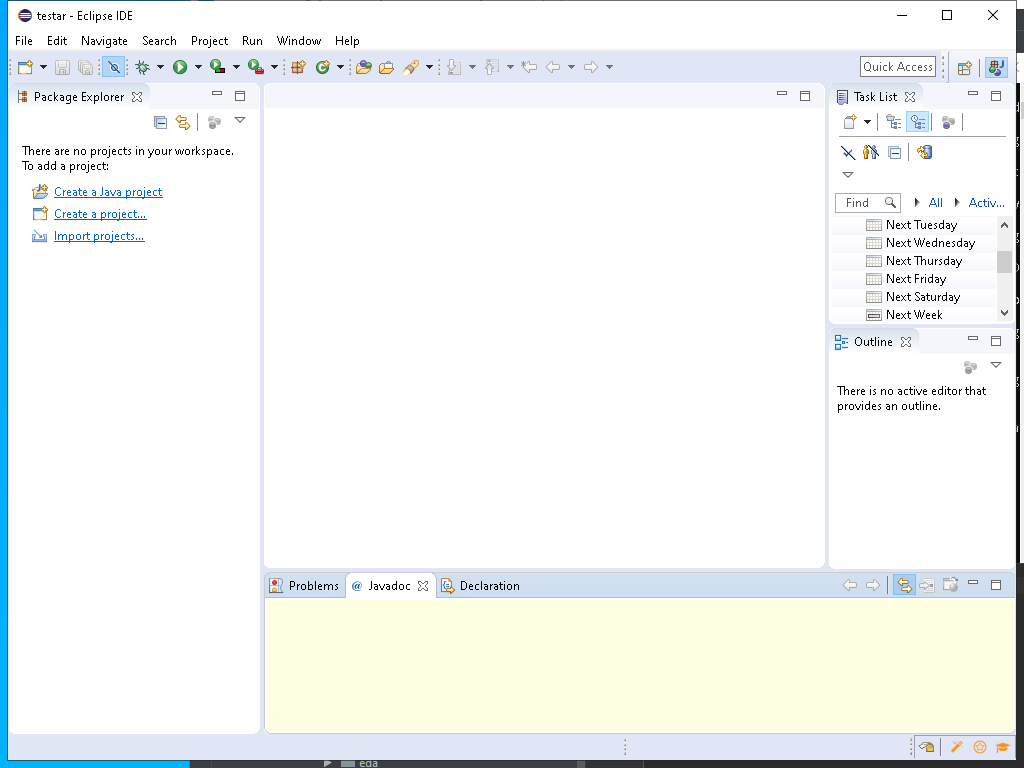 testar - Eclipse IDE
File Edit Navigate Search Project Run Window Help
Quick Access
Package Explorer
There are no projects in your workspace.
To add a project:
Create a Java project
Create a project...
Import projects...
Task List
Find All Activ...
Next Tuesday
Next Wednesday
Next Thursday
Next Friday
Next Saturday
Next Week
Outline
There is no active editor that
provides an outline.
Problems @ Javadoc Declaration
eda